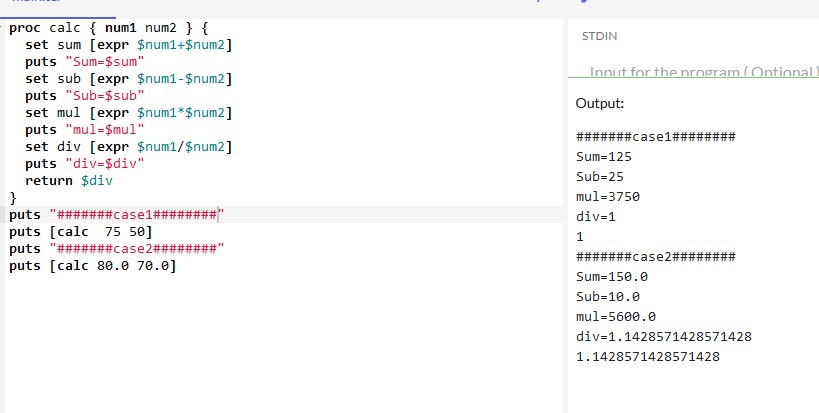 proc calc { num1 num2 } {
  set sum [expr $num1+$num2]
  puts "Sum=$sum"
  set sub [expr $num1-$num2]
  puts "Sub=$sub"
  set mul [expr $num1*$num2]
  puts "mul=$mul"
  set div [expr $num1/$num2]
  puts "div=$div"
  return $div
}
puts "#######case1########"
puts [calc  75 50]
puts "#######case2########"
puts [calc 80.0 70.0]
STDIN
Input for the program ( Optional )
Output:
#######case1########
Sum=125
Sub=25
mul=3750
div=1
1
#######case2########
Sum=150.0
Sub=10.0
mul=5600.0
div=1.1428571428571428
1.1428571428571428